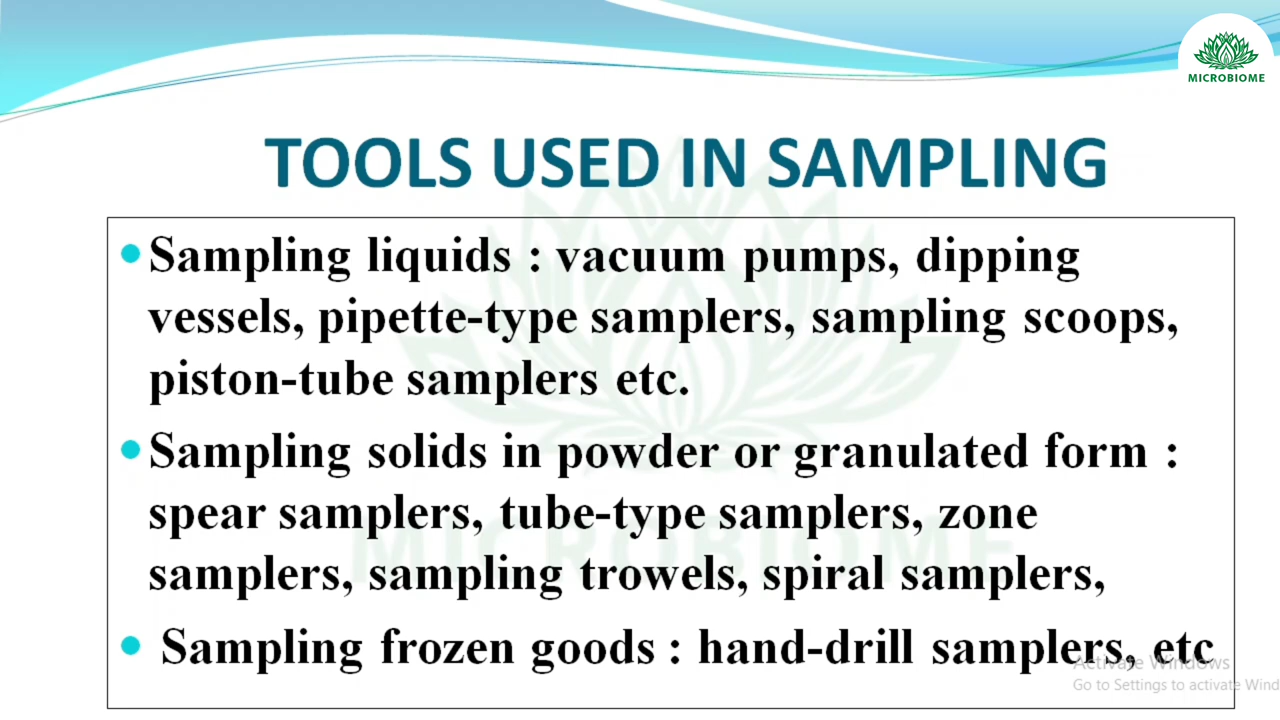 MICROBIOME
TOOLS USED IN SAMPLING
Sampling liquids : vacuum pumps, dipping
vessels, pipette-type samplers, sampling scoops,
piston-tube samplers etc.
Sampling solids in powder or granulated form :
spear samplers, tube-type samplers, zone
samplers, sampling trowels, spiral samplers,
Sampling frozen goods : hand-drill samplers, etc
MICROBIOME
Activate Windows
Go to Settings to activate Wind